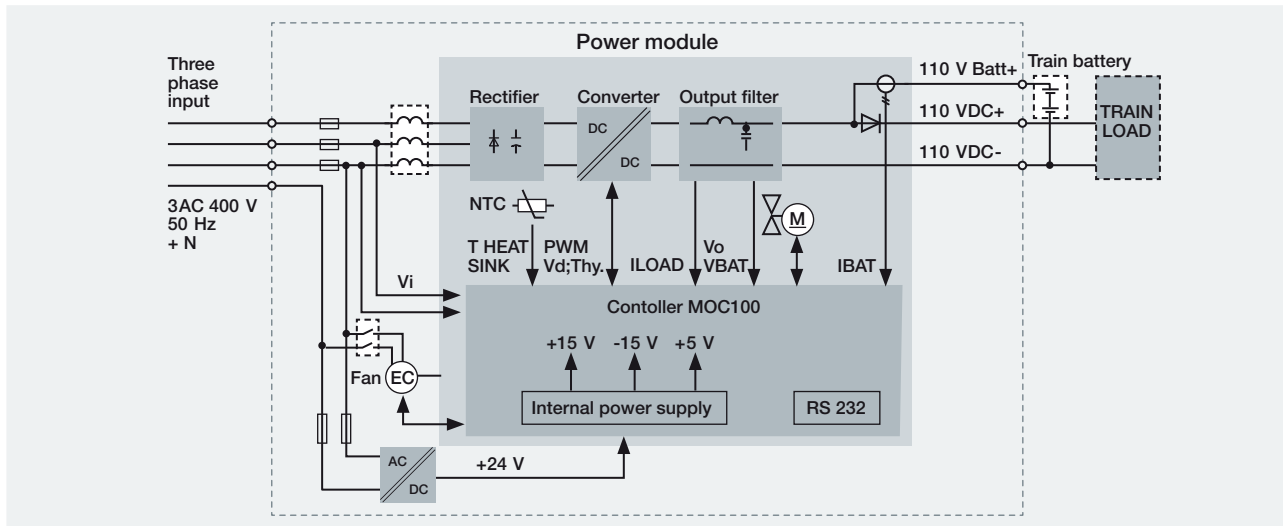 Power module
Three
phase
input
Rectifier
Converter
Output filter
110 V Batt+
Train battery
110 VDC+
TRAIN
LOAD
110 VDC-
DC
DC
3AC 400 V
50 Hz
+ N
NTC
M
T HEAT
SINK
PWM
Vd;Thy.
ILOAD
Vo
VBAT
IBAT
Vi
Contoller MOC100
+15 V
-15 V
+5 V
Fan
EC
Internal power supply
RS 232
AC
DC
+24 V